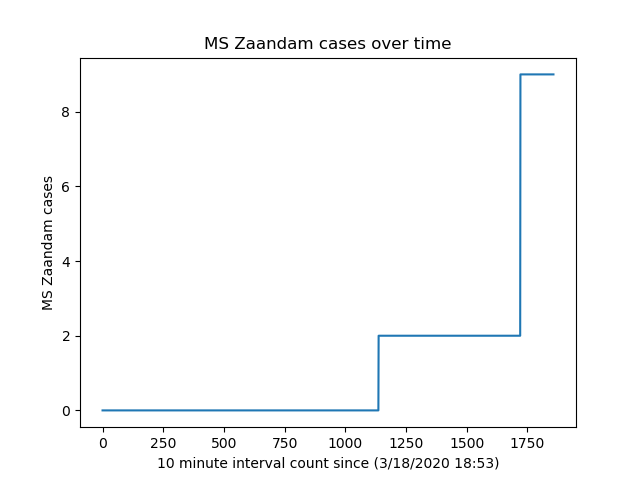 MS Zaandam cases over time
MS Zaandam cases
8
6
4
2
0
0 250 500 750 1000 1250 1500 1750
10 minute interval count since (3/18/2020 18:53)